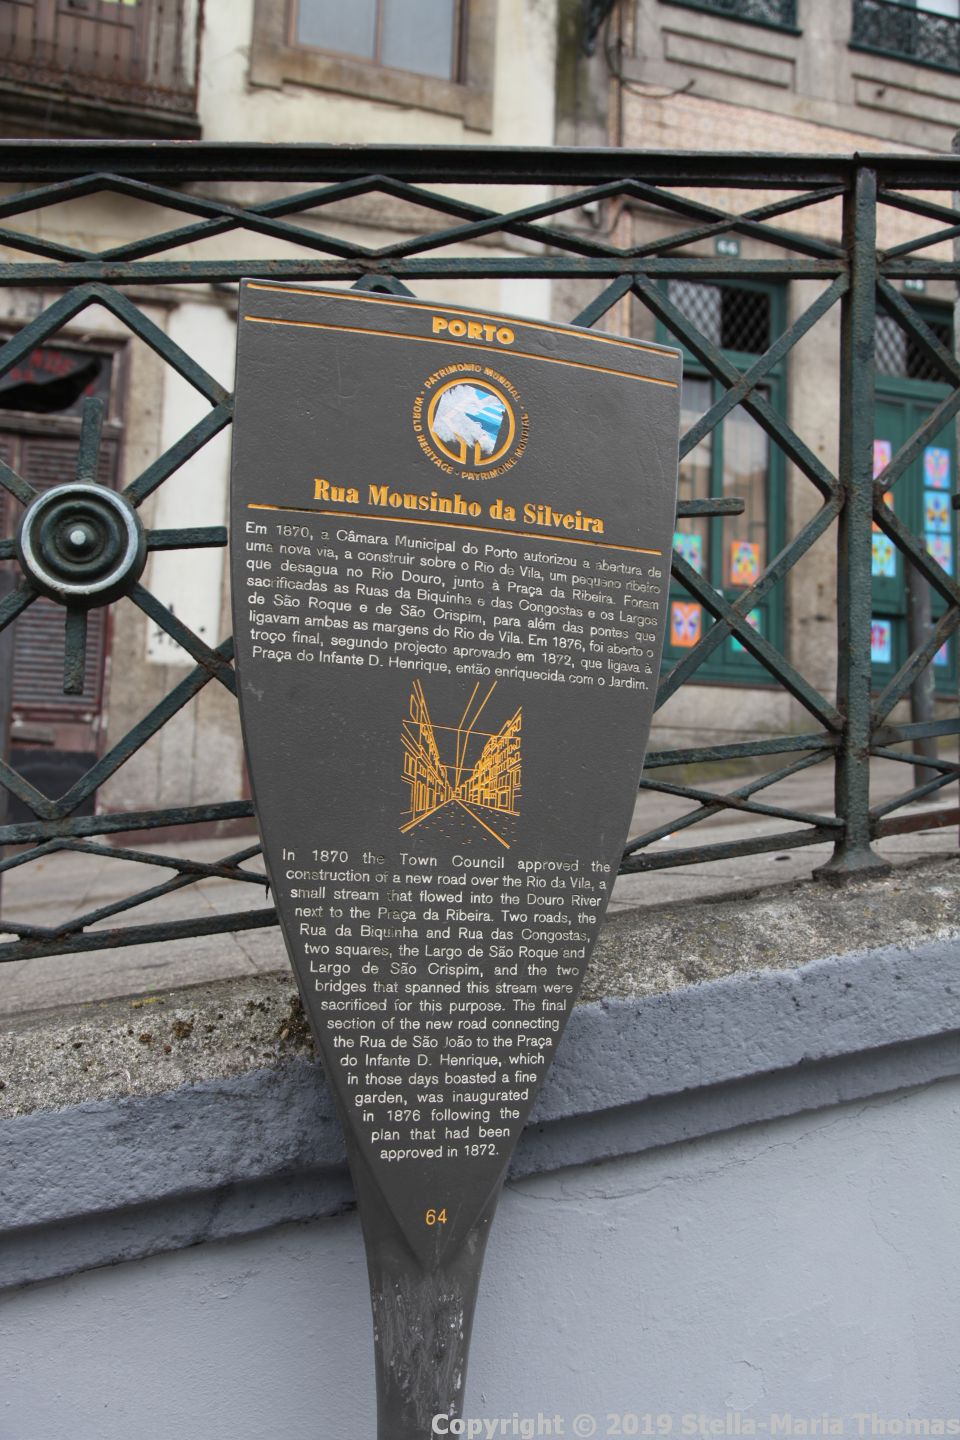 66
PORTO
PATRIMÓNIO MUNDIAL • WORLD HERITAGE • PATRIMOINE MONDIAL
Rua Mousinho da Silveira
Em 1870, a Câmara Municipal do Porto autorizou a abertura de
uma nova via, a construir sobre o Rio de Vila, um pequeno ribeiro
que desagua no Rio Douro, junto à Praça da Ribeira. Foram
sacrificadas as Ruas da Biquinha e das Congostas e os Largos
de São Roque e de São Crispim, para além das pontes que
ligavam ambas as margens do Rio de Vila. Em 1876, foi aberto o
troço final, segundo projecto aprovado em 1872, que ligava à
Praça do Infante D. Henrique, então enriquecida com o Jardim.
In 1870 the Town Council approved the
construction of a new road over the Rio da Vila, a
small stream that flowed into the Douro River
next to the Praça da Ribeira. Two roads, the
Rua da Biquinha and Rua das Congostas,
two squares, the Largo de São Roque and
Largo de São Crispim, and the two
bridges that spanned this stream were
sacrificed for this purpose. The final
section of the new road connecting
the Rua de São João to the Praça
do Infante D. Henrique, which
in those days boasted a fine
garden, was inaugurated
in 1876 following the
plan that had been
approved in 1872.
64
Copyright © 2019 Stella-Maria Thomas